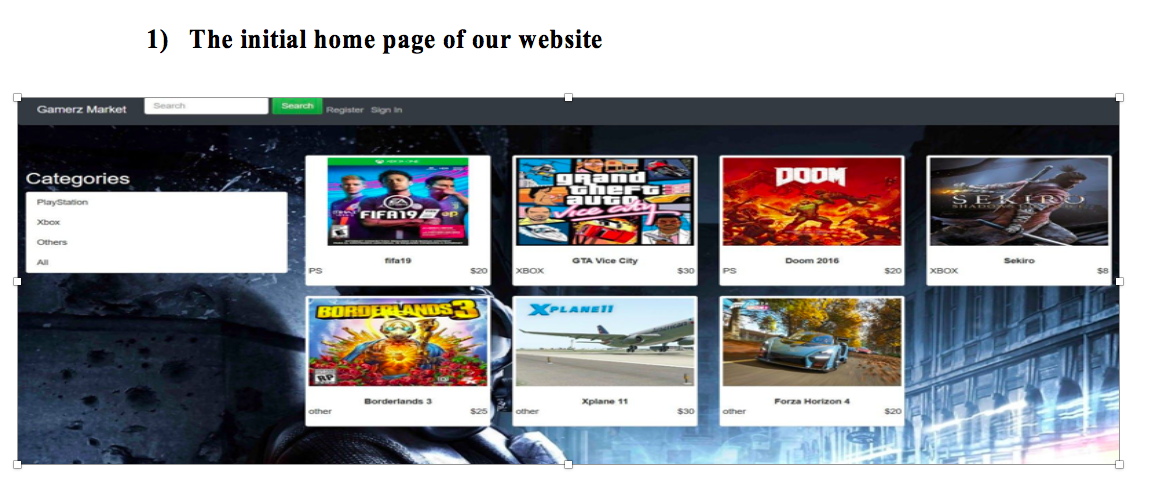 1) The initial home page of our website
Gamerz Market Search Search Register Sign In
Categories
PlayStation
Xbox
Others
All
FIFA19
fifa19
PS $20
grand
theft
auto
Vice City
GTA Vice City
XBOX $30
DOOM
Doom 2016
PS $20
SEKIRO
Sekiro
XBOX $8
BORDERLANDS 3
RP
Borderlands 3
other $25
XPLANE11
Xplane 11
other $30
Forza Horizon 4
other $20